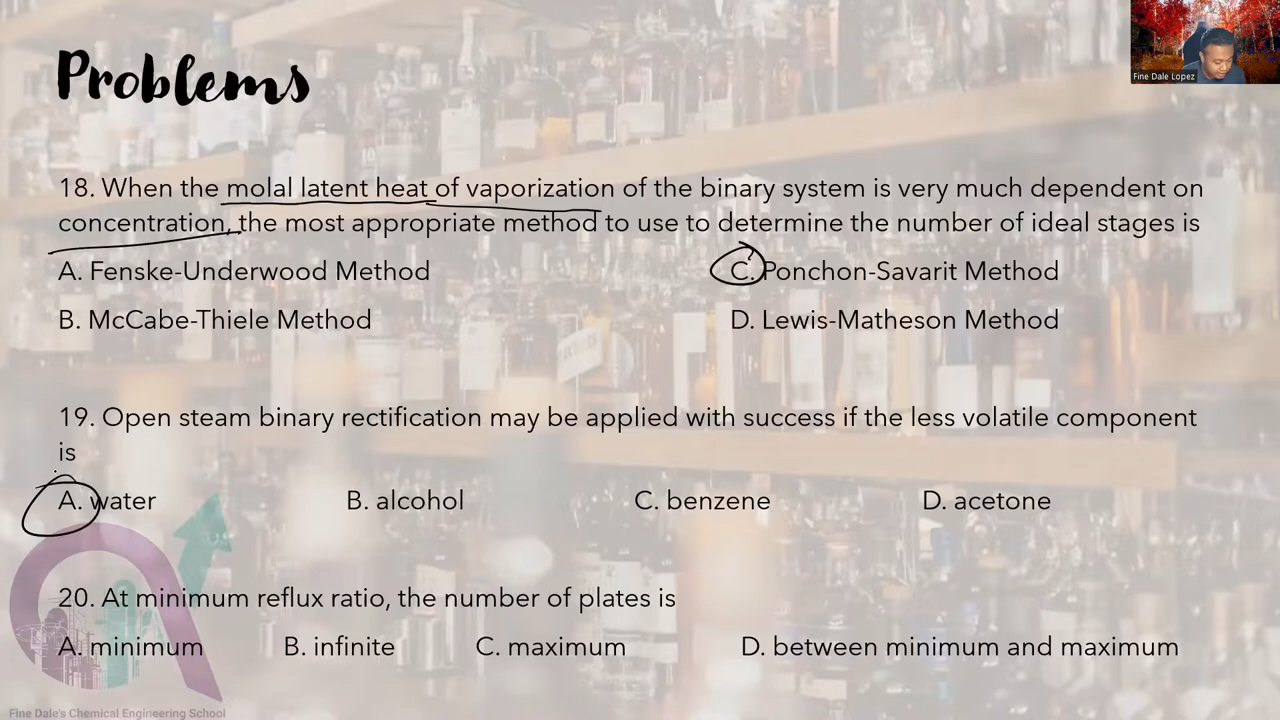 Problems
Fine Dale Lopez
18. When the molal latent heat of vaporization of the binary system is very much dependent on
concentration, the most appropriate method to use to determine the number of ideal stages is
A. Fenske-Underwood Method
C. Ponchon-Savarit Method
B. McCabe-Thiele Method
D. Lewis-Matheson Method
19. Open steam binary rectification may be applied with success if the less volatile component
is
A. water B. alcohol C. benzene D. acetone
20. At minimum reflux ratio, the number of plates is
A. minimum B. infinite C. maximum D. between minimum and maximum
Fine Dale's Chemical Engineering School